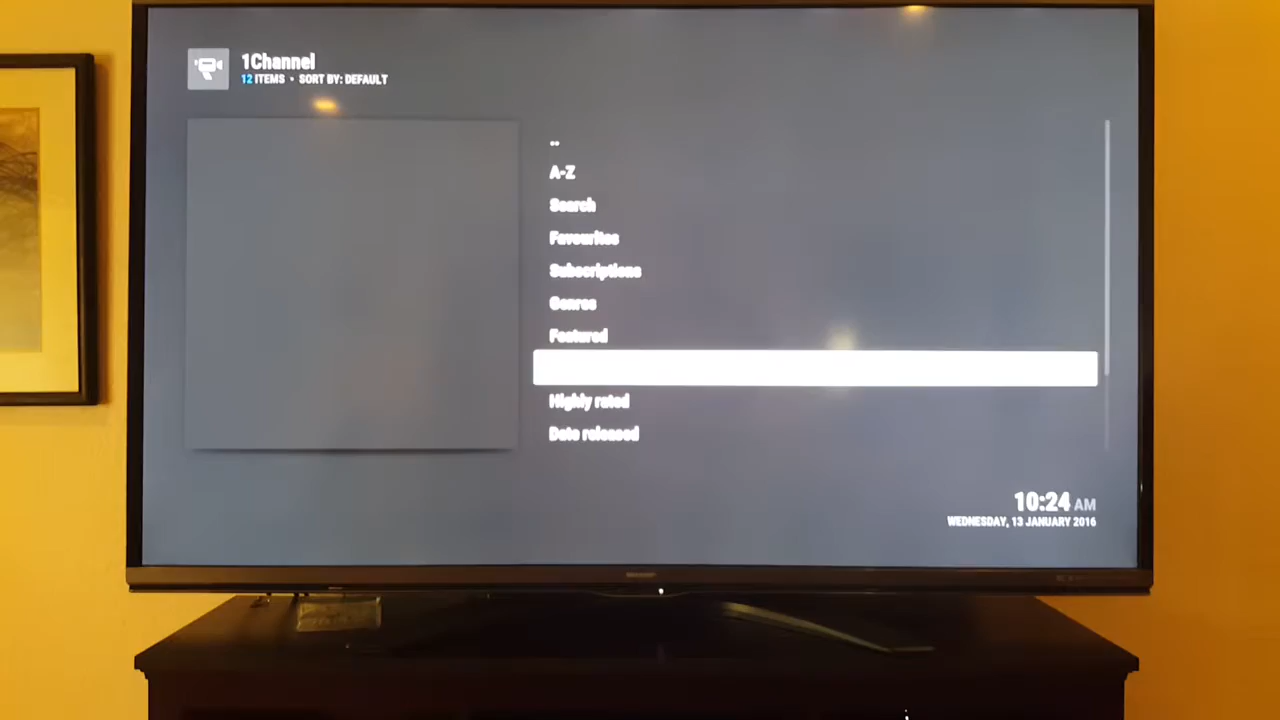 1Channel
12 ITEMS • SORT BY: DEFAULT
..
A-Z
Search
Favourites
Subscriptions
Genres
Featured
Highly rated
Date released
10:24 AM
WEDNESDAY, 13 JANUARY 2016